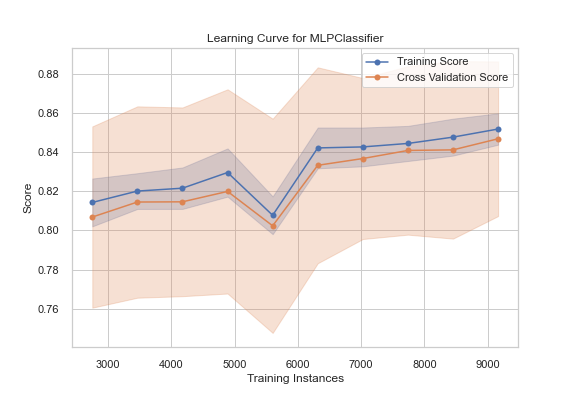 Learning Curve for MLPClassifier
Training Score
Cross Validation Score
0.88
0.86
0.84
0.82
0.80
0.78
0.76
Score
3000 4000 5000 6000 7000 8000 9000
Training Instances